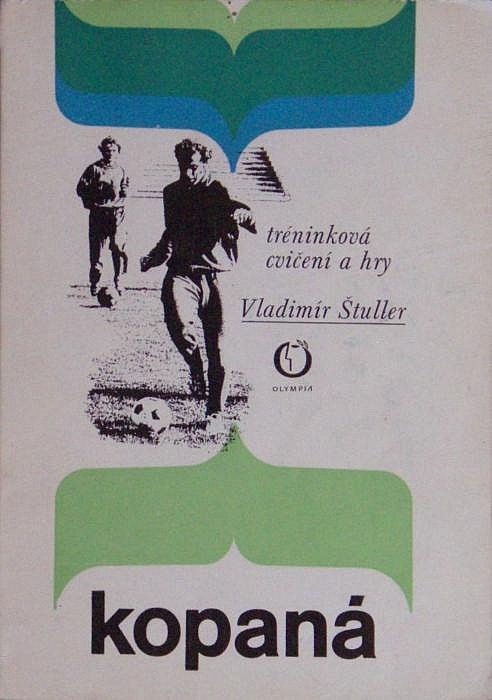 tréninková
cvičení a hry
Vladimír Štuller
OLYMPIA
kopaná